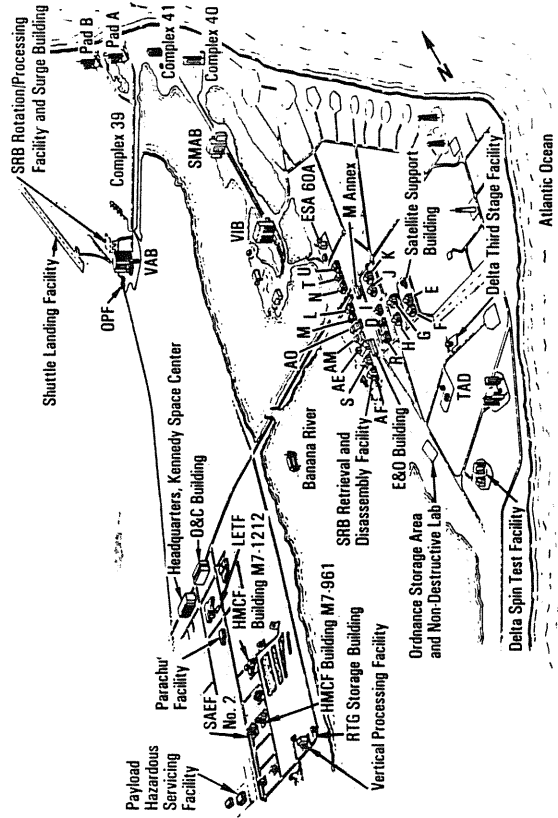 SRB Rotation/Processing
Facility and Surge Building
Pad B
Pad A
Complex 41
Complex 40
Complex 39
Shuttle Landing Facility
VAB
OPF
SMAB
VIB
ESA 60A
M Annex
Headquarters, Kennedy Space Center
O&C Building
LETF
HMCF
Building M7-1212
Parachu
Facility
SAEF
No. 2
HMCF Building M7-961
RTG Storage Building
Vertical Processing Facility
Payload
Hazardous
Servicing
Facility
Banana River
U
T
N
L
M
AO
AM
AE
S
AF
D
I
J
K
R
H
G
F
E
Satellite Support
Building
SRB Retrieval and
Disassembly Facility
E&O Building
Delta Third Stage Facility
TAD
Ordnance Storage Area
and Non-Destructive Lab
Delta Spin Test Facility
Atlantic Ocean
N